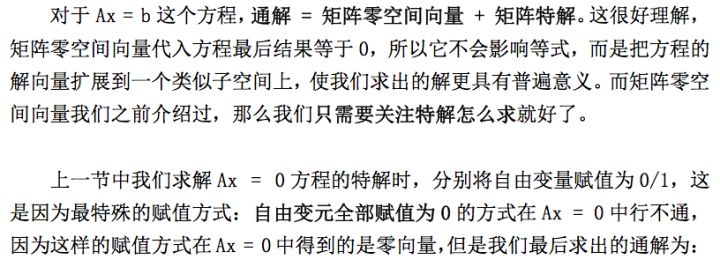 对于 Ax = b 这个方程，通解 = 矩阵零空间向量 + 矩阵特解。这很好理解，
矩阵零空间向量代入方程最后结果等于 0，所以它不会影响等式，而是把方程的
解向量扩展到一个类似子空间上，使我们求出的解更具有普遍意义。而矩阵零空
间向量我们之前介绍过，那么我们只需要关注特解怎么求就好了。
上一节中我们求解 Ax = 0 方程的特解时，分别将自由变量赋值为 0/1，这
是因为最特殊的赋值方式：自由变元全部赋值为 0 的方式在 Ax = 0 中行不通，
因为这样的赋值方式在 Ax = 0 中得到的是零向量，但是我们最后求出的通解为：